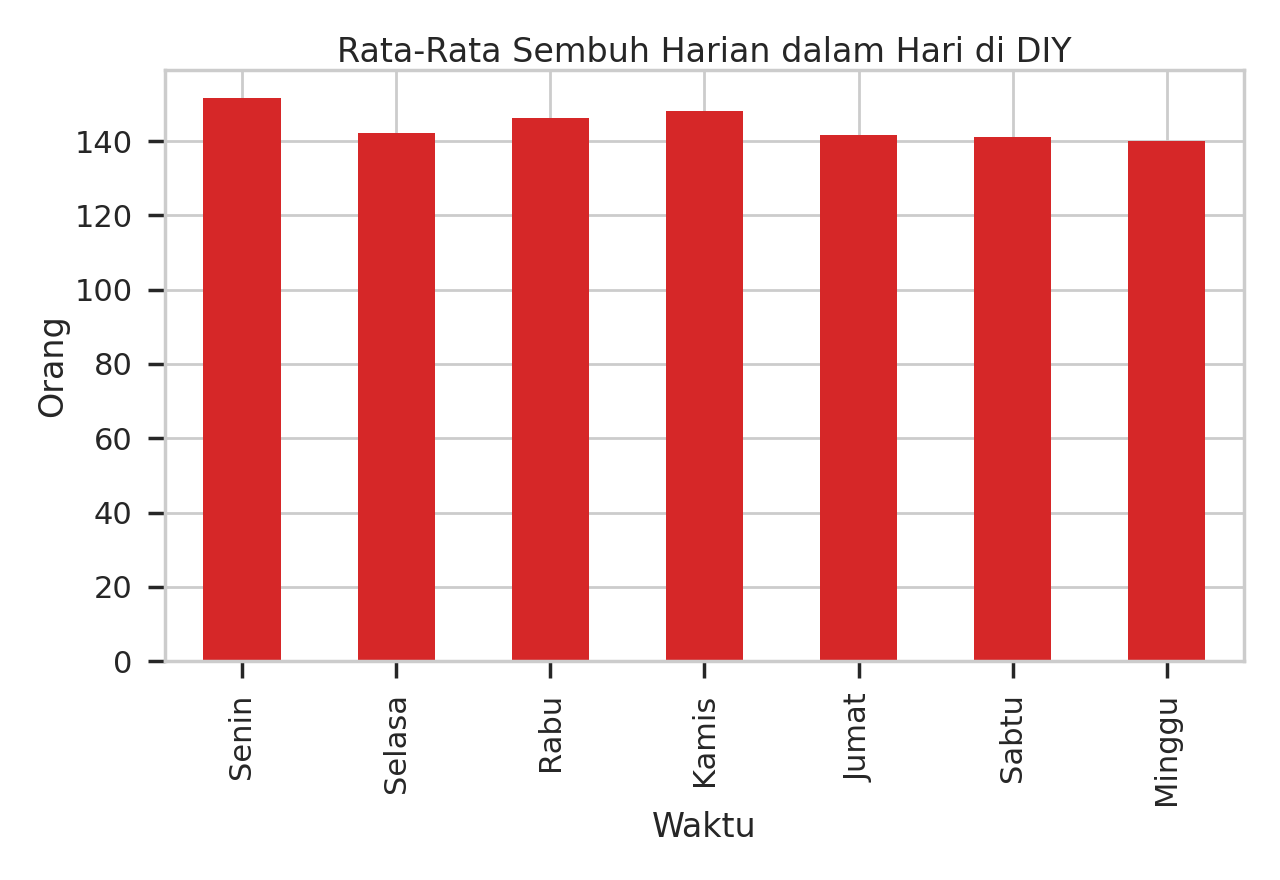 Rata-Rata Sembuh Harian dalam Hari di DIY
Orang
140
120
100
80
60
40
20
0
Senin
Selasa
Rabu
Kamis
Jumat
Sabtu
Minggu
Waktu